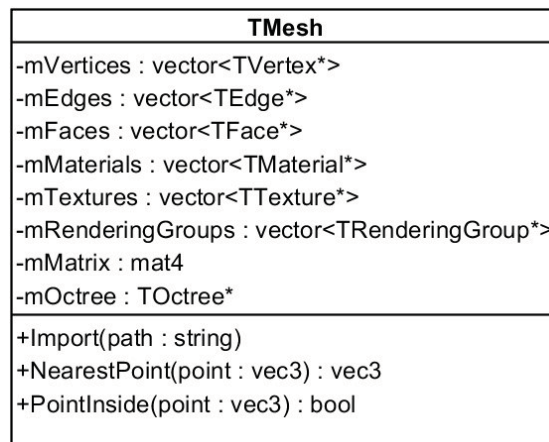 TMesh
-mVertices : vector<TVertex*>
-mEdges : vector<TEdge*>
-mFaces : vector<TFace*>
-mMaterials : vector<TMaterial*>
-mTextures : vector<TTexture*>
-mRenderingGroups : vector<TRenderingGroup*>
-mMatrix : mat4
-mOctree : TOctree*
+Import(path : string)
+NearestPoint(point : vec3) : vec3
+PointInside(point : vec3) : bool